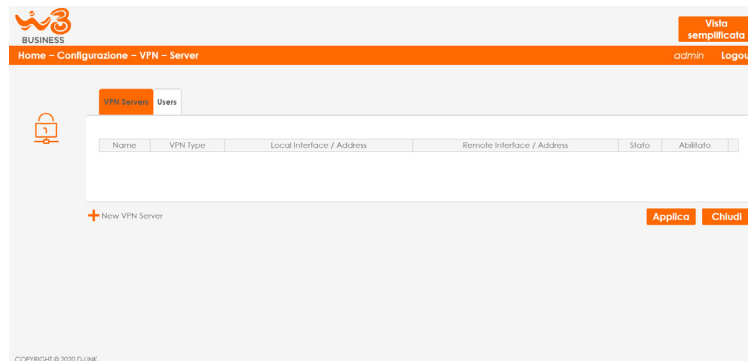 W3
BUSINESS
Vista
semplificata
Home – Configurazione – VPN – Server
admin
Logou
VPN Servers
Users
Name
VPN Type
Local Interface / Address
Remote Interface / Address
Stato
Abilitato
New VPN Server
Applica
Chiudi
COPYRIGHT © 2020 D-LINK